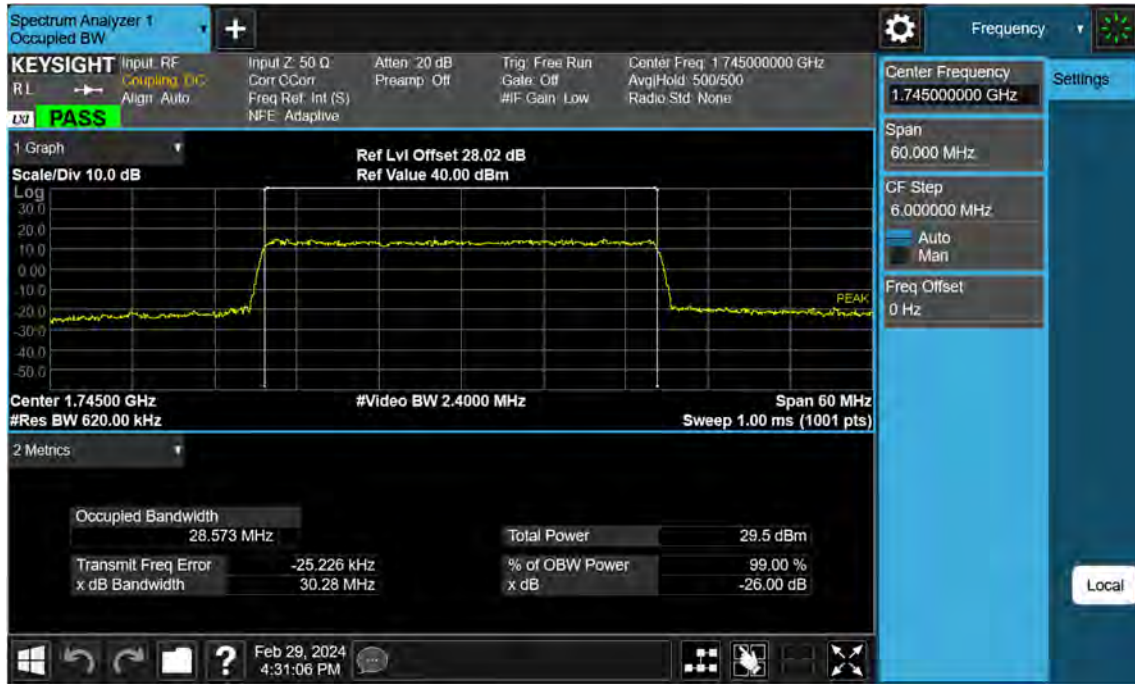 Spectrum Analyzer 1
Occupied BW
+
Frequency
KEYSIGHT
RL
LXI PASS
Input: RF
Coupling: DC
Align: Auto
Input Z: 50 Ω
Corr CCorr
Freq Ref: Int (S)
NFE: Adaptive
Atten: 20 dB
Preamp: Off
Trig: Free Run
Gate: Off
#IF Gain: Low
Center Freq: 1.745000000 GHz
Avg|Hold: 500/500
Radio Std: None
Center Frequency
1.745000000 GHz
Settings
Span
60.000 MHz
CF Step
6.000000 MHz
Auto
Man
Freq Offset
0 Hz
1 Graph
Scale/Div 10.0 dB
Ref Lvl Offset 28.02 dB
Ref Value 40.00 dBm
Log
30.0
20.0
10.0
0.00
-10.0
-20.0
-30.0
-40.0
-50.0
PEAK
Center 1.74500 GHz
#Video BW 2.4000 MHz
Span 60 MHz
#Res BW 620.00 kHz
Sweep 1.00 ms (1001 pts)
2 Metrics
Occupied Bandwidth
28.573 MHz
Total Power 29.5 dBm
Transmit Freq Error -25.226 kHz
% of OBW Power 99.00 %
x dB Bandwidth 30.28 MHz
x dB -26.00 dB
Local
?
Feb 29, 2024
4:31:06 PM